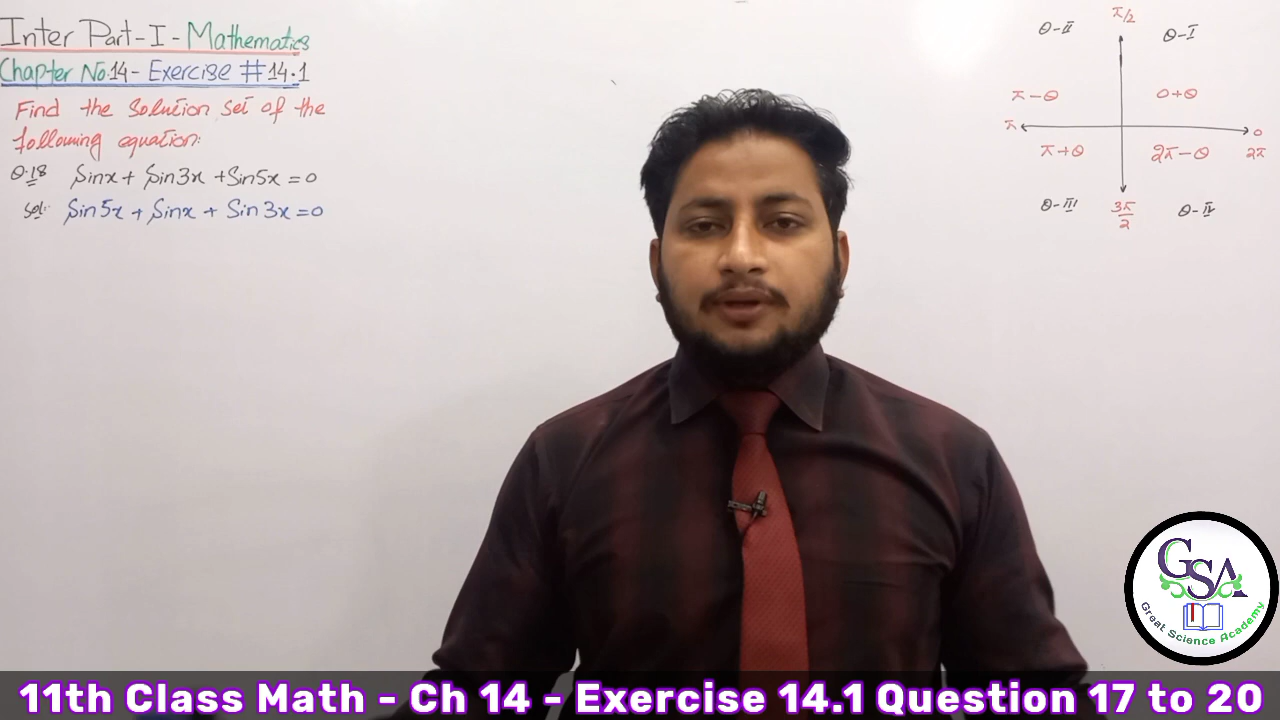 Inter Part-I-Mathematics
Chapter No.14-Exercise #14.1
Find the solution set of the
following equation:
Q.18 Sinx + Sin3x + Sin5x = 0
Sol: Sin5x + Sinx + Sin3x = 0
π/2
θ-II θ-I
π-θ 0+θ
π 0
π+θ 2π-θ 2π
θ-III 3π/2 θ-IV
GSA
Great Science Academy
11th Class Math - Ch 14 - Exercise 14.1 Question 17 to 20